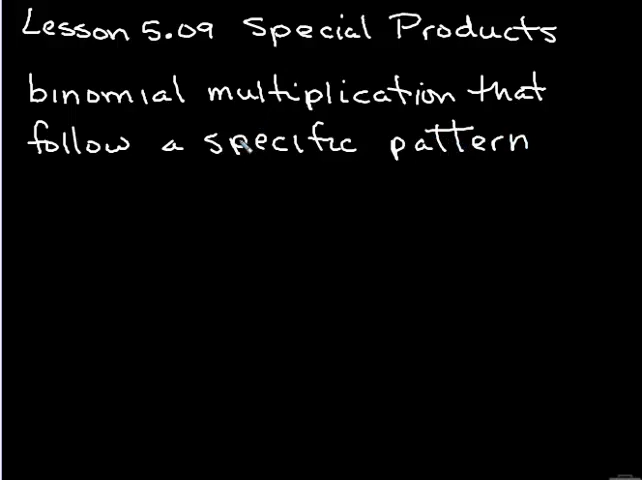 Lesson 5.09 Special Products
binomial multiplication that
follow a specific pattern